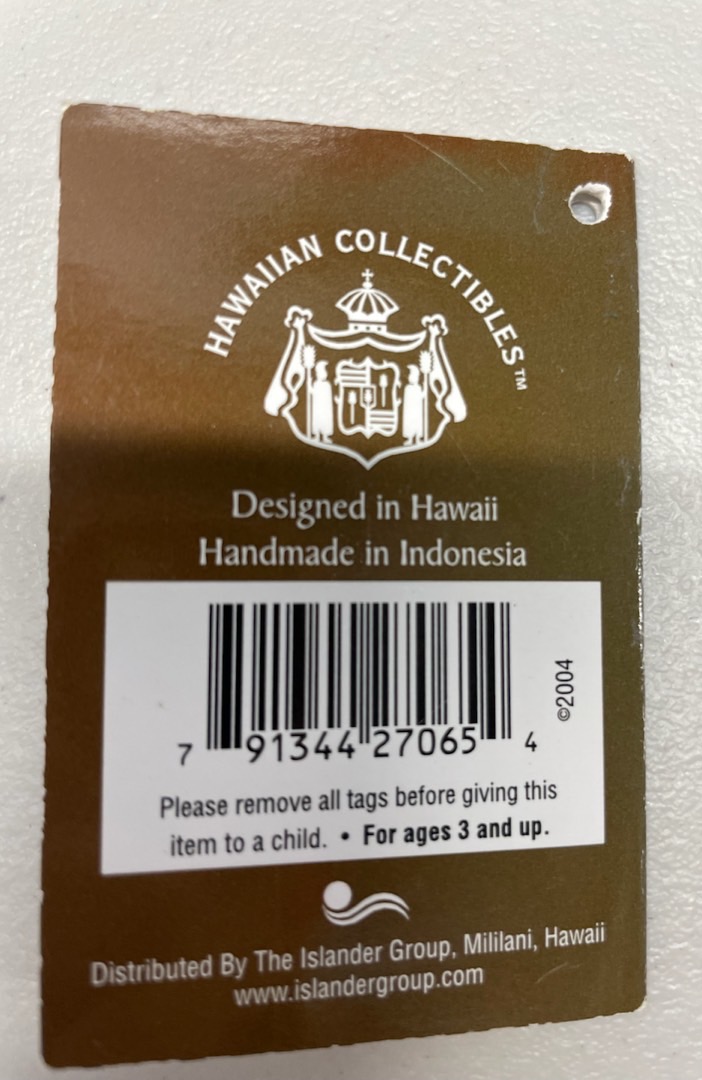 HAWAIIAN COLLECTIBLES™
Designed in Hawaii
Handmade in Indonesia
©2004
7 91344 27065 4
Please remove all tags before giving this
item to a child. • For ages 3 and up.
Distributed By The Islander Group, Mililani, Hawaii
www.islandergroup.com